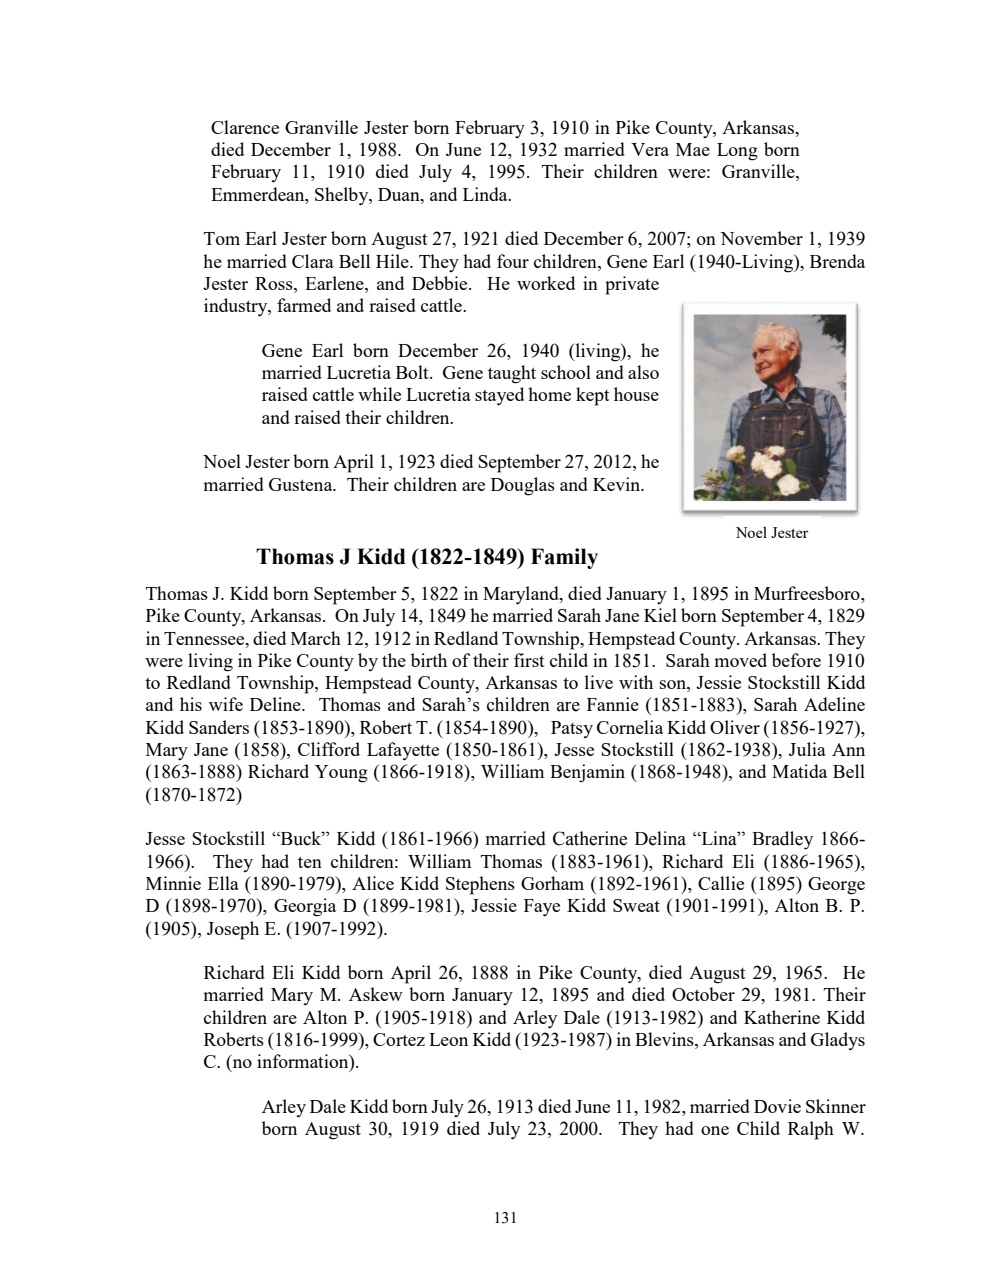 Clarence Granville Jester born February 3, 1910 in Pike County, Arkansas,
died December 1, 1988.  On June 12, 1932 married Vera Mae Long born
February 11, 1910 died July 4, 1995. Their children were: Granville,
Emmerdean, Shelby, Duan, and Linda.
Tom Earl Jester born August 27, 1921 died December 6, 2007; on November 1, 1939
he married Clara Bell Hile. They had four children, Gene Earl (1940-Living), Brenda
Jester Ross, Earlene, and Debbie.  He worked in private
industry, farmed and raised cattle.
Gene Earl born December 26, 1940 (living), he
married Lucretia Bolt.  Gene taught school and also
raised cattle while Lucretia stayed home kept house
and raised their children.
Noel Jester born April 1, 1923 died September 27, 2012, he
married Gustena.  Their children are Douglas and Kevin.
Noel Jester
Thomas J Kidd (1822-1849) Family
Thomas J. Kidd born September 5, 1822 in Maryland, died January 1, 1895 in Murfreesboro,
Pike County, Arkansas.  On July 14, 1849 he married Sarah Jane Kiel born September 4, 1829
in Tennessee, died March 12, 1912 in Redland Township, Hempstead County. Arkansas. They
were living in Pike County by the birth of their first child in 1851.  Sarah moved before 1910
to Redland Township, Hempstead County, Arkansas to live with son, Jessie Stockstill Kidd
and his wife Deline.  Thomas and Sarah’s children are Fannie (1851-1883), Sarah Adeline
Kidd Sanders (1853-1890), Robert T. (1854-1890),   Patsy Cornelia Kidd Oliver (1856-1927),
Mary Jane (1858), Clifford Lafayette (1850-1861), Jesse Stockstill (1862-1938), Julia Ann
(1863-1888) Richard Young (1866-1918), William Benjamin (1868-1948), and Matida Bell
(1870-1872)
Jesse Stockstill “Buck” Kidd (1861-1966) married Catherine Delina “Lina” Bradley 1866-
1966).  They had ten children: William Thomas (1883-1961), Richard Eli (1886-1965),
Minnie Ella (1890-1979), Alice Kidd Stephens Gorham (1892-1961), Callie (1895) George
D (1898-1970), Georgia D (1899-1981), Jessie Faye Kidd Sweat (1901-1991), Alton B. P.
(1905), Joseph E. (1907-1992).
Richard Eli Kidd born April 26, 1888 in Pike County, died August 29, 1965.  He
married Mary M. Askew born January 12, 1895 and died October 29, 1981. Their
children are Alton P. (1905-1918) and Arley Dale (1913-1982) and Katherine Kidd
Roberts (1816-1999), Cortez Leon Kidd (1923-1987) in Blevins, Arkansas and Gladys
C. (no information).
Arley Dale Kidd born July 26, 1913 died June 11, 1982, married Dovie Skinner
born August 30, 1919 died July 23, 2000.  They had one Child Ralph W.
131